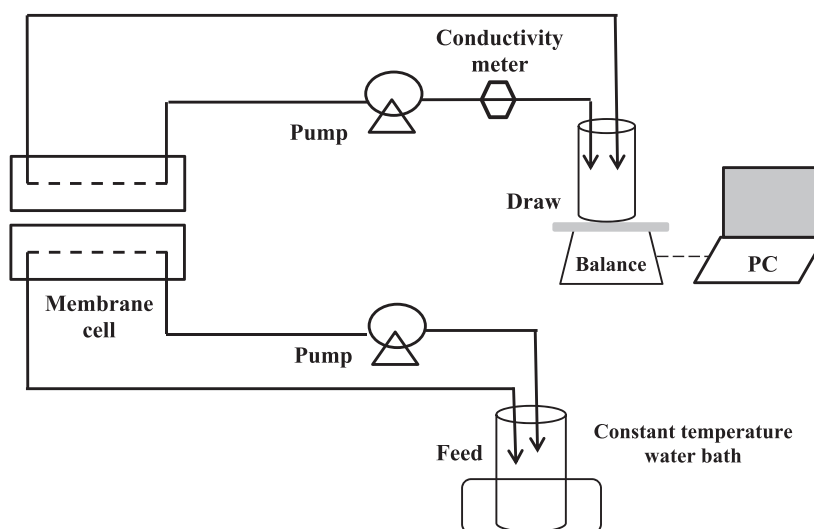 Conductivity
meter
Pump
Draw
Balance
PC
Membrane
cell
Pump
Feed
Constant temperature
water bath